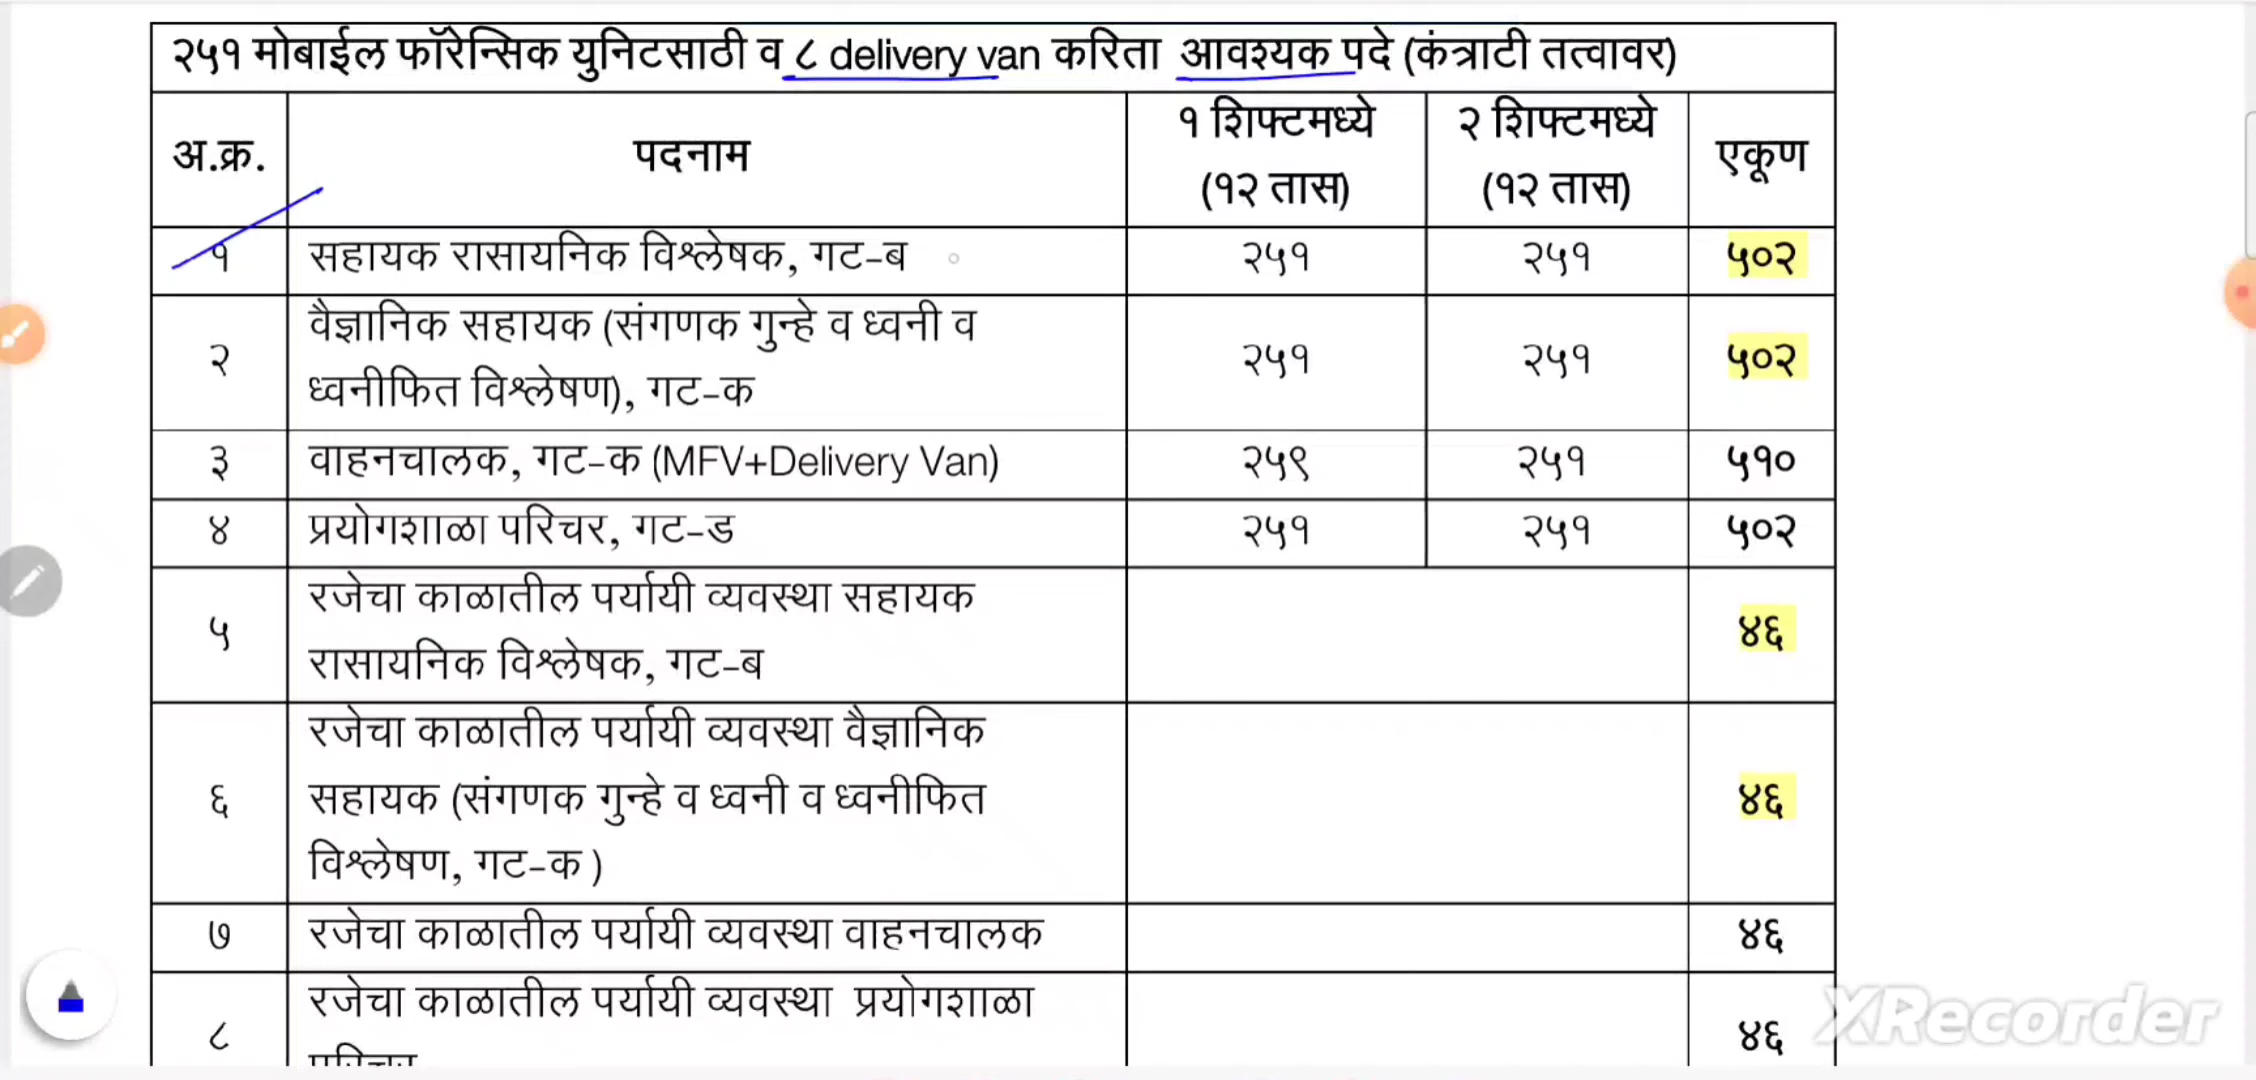 २५१ मोबाईल फॉरेन्सिक युनिटसाठी व ८ delivery van करिता आवश्यक पदे (कंत्राटी तत्वावर)
अ.क्र. पदनाम १ शिफ्टमध्ये (१२ तास) २ शिफ्टमध्ये (१२ तास) एकूण
१ सहायक रासायनिक विश्लेषक, गट-ब २५१ २५१ ५०२
२ वैज्ञानिक सहायक (संगणक गुन्हे व ध्वनी व
ध्वनीफित विश्लेषण), गट-क २५१ २५१ ५०२
३ वाहनचालक, गट-क (MFV+Delivery Van) २५९ २५१ ५१०
४ प्रयोगशाळा परिचर, गट-ड २५१ २५१ ५०२
५ रजेचा काळातील पर्यायी व्यवस्था सहायक
रासायनिक विश्लेषक, गट-ब ४६
६ रजेचा काळातील पर्यायी व्यवस्था वैज्ञानिक
सहायक (संगणक गुन्हे व ध्वनी व ध्वनीफित
विश्लेषण, गट-क ) ४६
७ रजेचा काळातील पर्यायी व्यवस्था वाहनचालक ४६
८ रजेचा काळातील पर्यायी व्यवस्था प्रयोगशाळा
४६
XRecorder